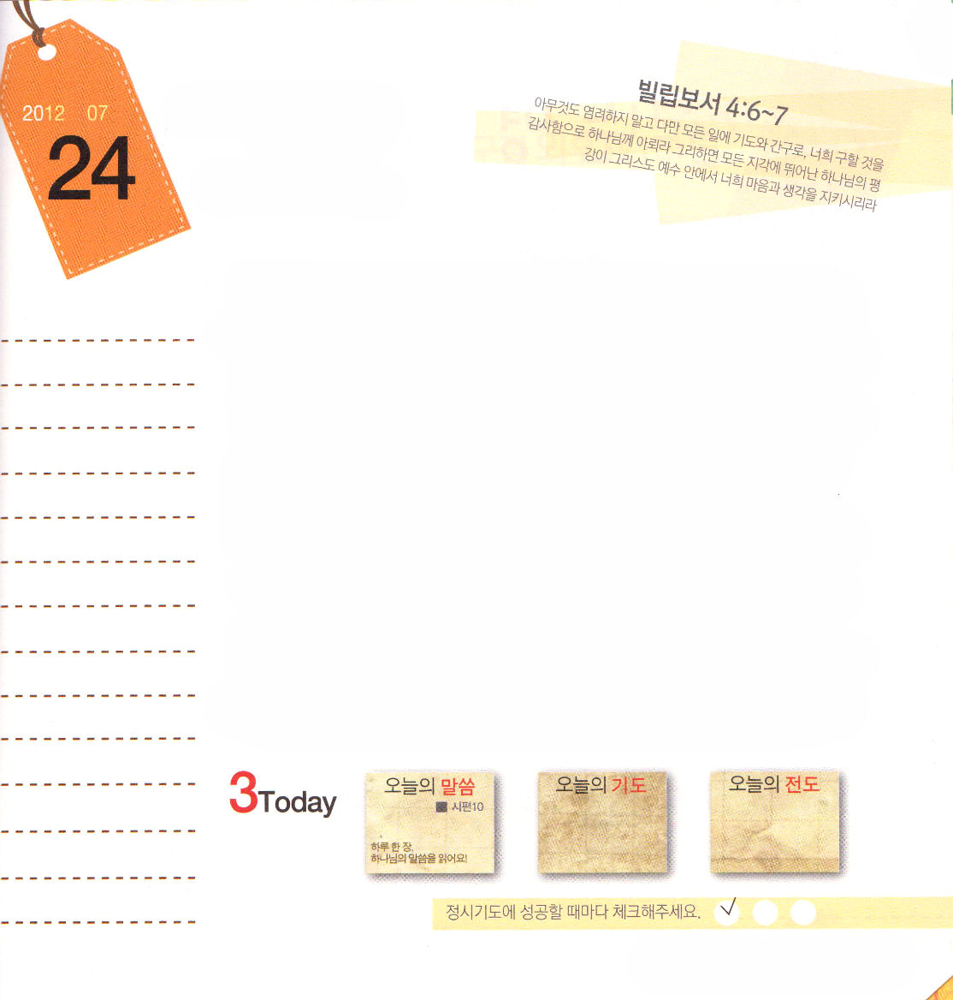 2012 07
24
빌립보서 4:6~7
아무것도 염려하지 말고 다만 모든 일에 기도와 간구로, 너희 구할 것을
감사함으로 하나님께 아뢰라 그리하면 모든 지각에 뛰어난 하나님의 평
강이 그리스도 예수 안에서 너희 마음과 생각을 지키시리라
3Today
오늘의 말씀
시편10
하루 한 장,
하나님의 말씀을 읽어요!
오늘의 기도
오늘의 전도
정시기도에 성공할 때마다 체크해주세요.